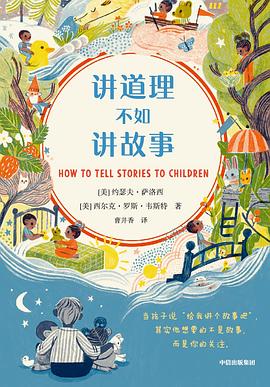 讲道理
不如
讲故事
HOW TO TELL STORIES TO CHILDREN
[美]约瑟夫·萨洛西
[美]西尔克·罗斯·韦斯特 著
曹井香 译
当孩子说“给我讲个故事吧”,
其实他想要的不是故事,
而是你的关注。
中信出版集团